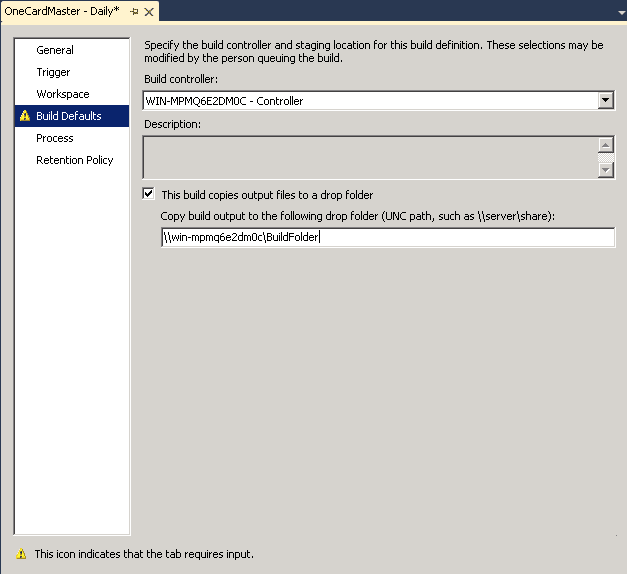 OneCardMaster - Daily*
General
Trigger
Workspace
Build Defaults
Process
Retention Policy
Specify the build controller and staging location for this build definition. These selections may be
modified by the person queuing the build.
Build controller:
WIN-MPMQ6E2DM0C - Controller
Description:
This build copies output files to a drop folder
Copy build output to the following drop folder (UNC path, such as \\server\share):
\\win-mpmq6e2dm0c\BuildFolder
This icon indicates that the tab requires input.